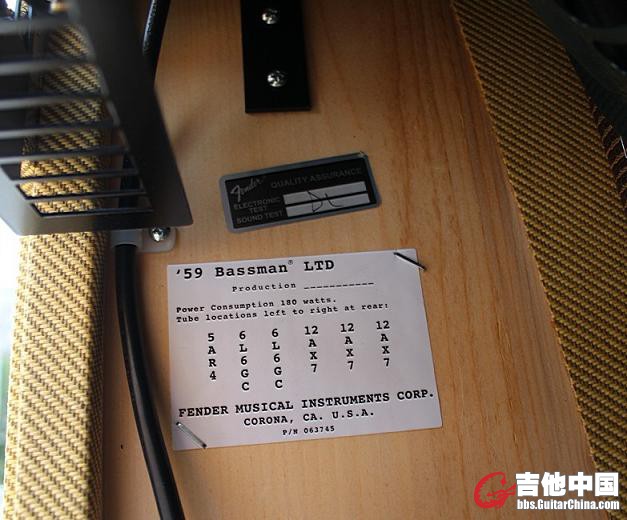 Fender
QUALITY ASSURANCE
ELECTRONIC
TEST
SOUND TEST
'59 Bassman® LTD
Production ___________
Power Consumption 180 watts.
Tube locations left to right at rear:
5 6 6 12 12 12
A L L A A A
R 6 6 X X X
4 G G 7 7 7
C C
FENDER MUSICAL INSTRUMENTS CORP.
CORONA, CA. U.S.A.
P/N 063745
吉他中国
bbs.GuitarChina.com